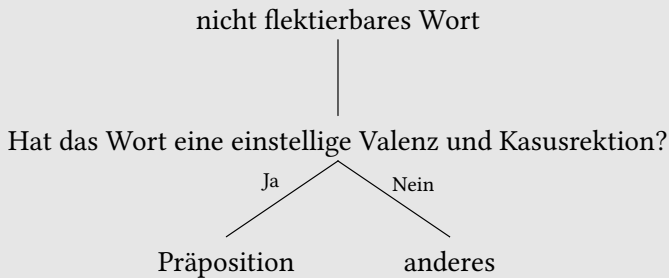 nicht flektierbares Wort
Hat das Wort eine einstellige Valenz und Kasusrektion?
Ja Nein
Präposition anderes